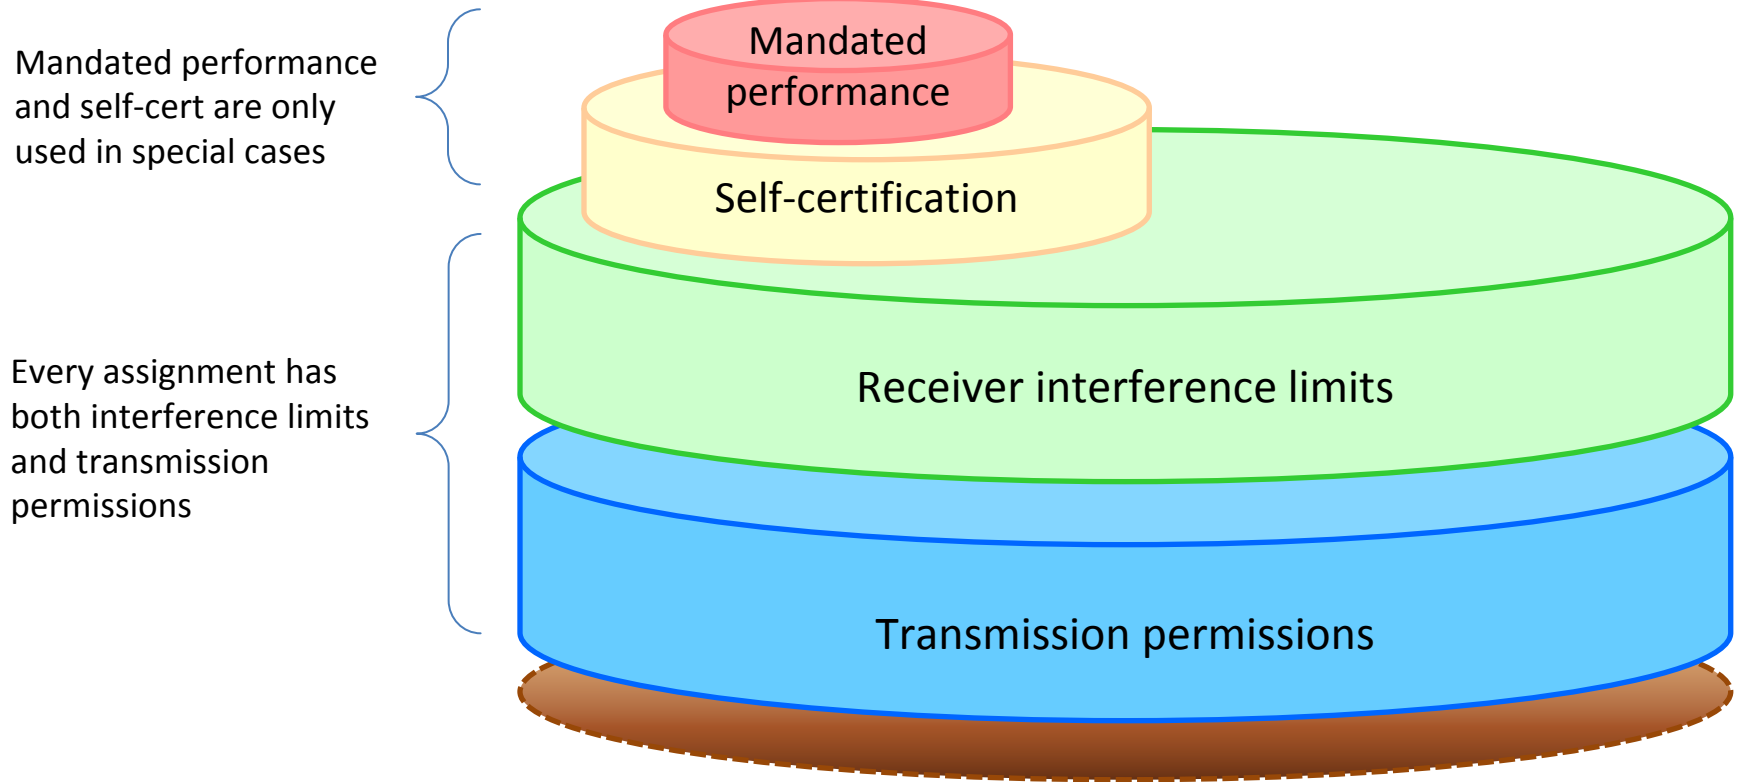 Mandated performance
and self-cert are only
used in special cases
Mandated
performance
Self-certification
Every assignment has
both interference limits
and transmission
permissions
Receiver interference limits
Transmission permissions